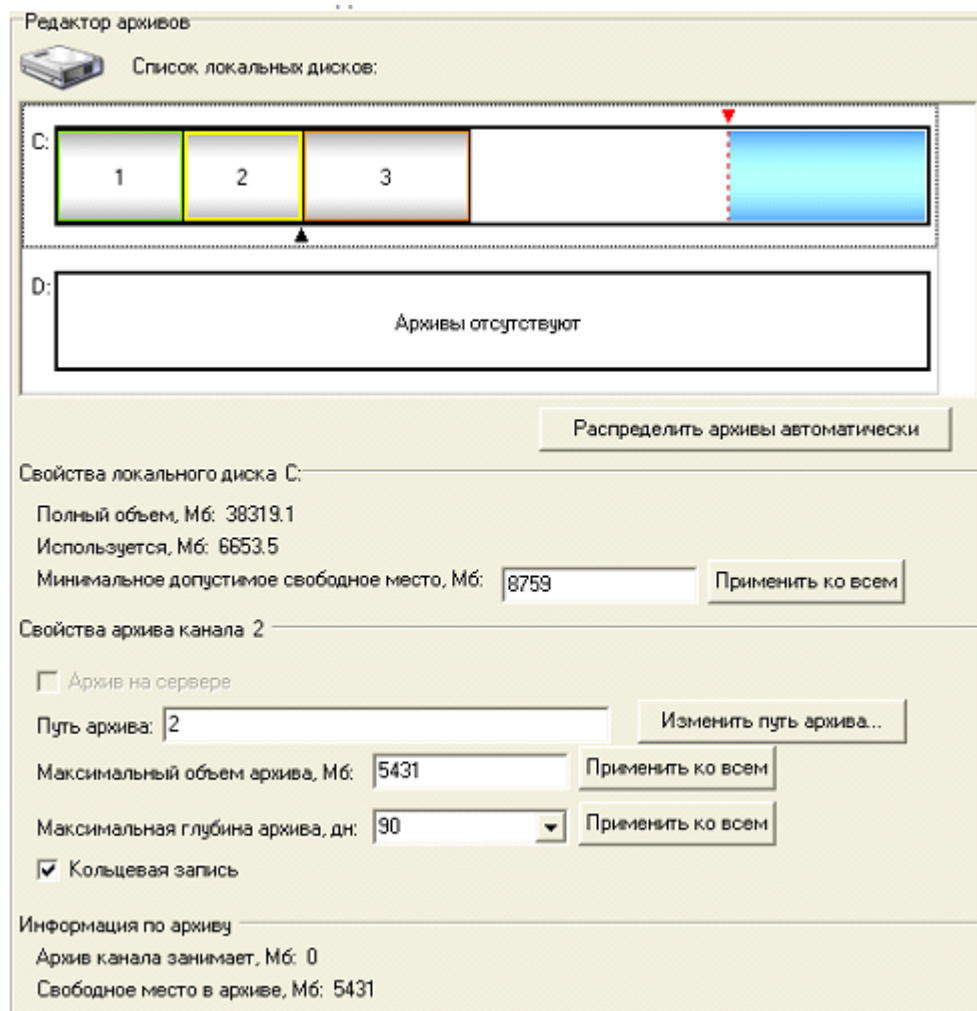 Редактор архивов
Список локальных дисков:
C:
1 2 3
D:
Архивы отсутствуют
Распределить архивы автоматически
Свойства локального диска C:
Полный объем, Мб: 38319.1
Используется, Мб: 6653.5
Минимальное допустимое свободное место, Мб: 8759 Применить ко всем
Свойства архива канала 2
Архив на сервере
Путь архива: 2 Изменить путь архива...
Максимальный объем архива, Мб: 5431 Применить ко всем
Максимальная глубина архива, дн: 90 Применить ко всем
Кольцевая запись
Информация по архиву
Архив канала занимает, Мб: 0
Свободное место в архиве, Мб: 5431